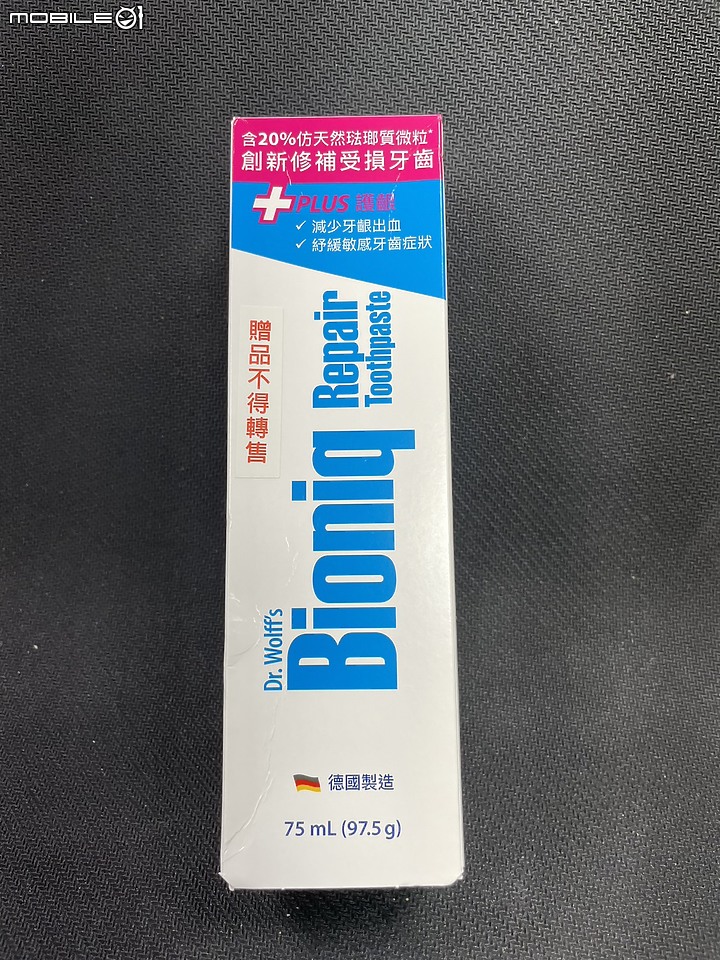 MOBILE01
含20%仿天然琺瑯質微粒*
創新修補受損牙齒
PLUS 護齦
✓ 減少牙齦出血
✓ 紓緩敏感牙齒症狀
贈品不得轉售
Dr. Wolff's
Bioniq
Repair
Toothpaste
德國製造
75 mL (97.5 g)